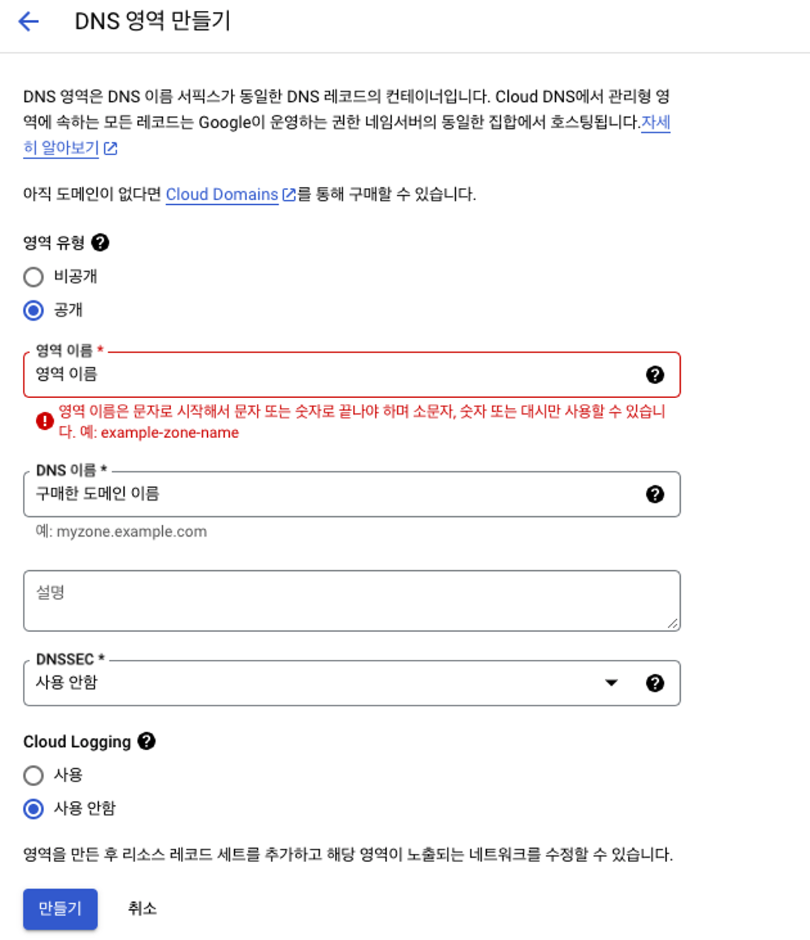 DNS 영역 만들기
DNS 영역은 DNS 이름 서픽스가 동일한 DNS 레코드의 컨테이너입니다. Cloud DNS에서 관리형 영
역에 속하는 모든 레코드는 Google이 운영하는 권한 네임서버의 동일한 집합에서 호스팅됩니다.자세
히 알아보기
아직 도메인이 없다면 Cloud Domains를 통해 구매할 수 있습니다.
영역 유형
비공개
공개
영역 이름 *
영역 이름
영역 이름은 문자로 시작해서 문자 또는 숫자로 끝나야 하며 소문자, 숫자 또는 대시만 사용할 수 있습니
다. 예: example-zone-name
DNS 이름 *
구매한 도메인 이름
예: myzone.example.com
설명
DNSSEC *
사용 안함
Cloud Logging
사용
사용 안함
영역을 만든 후 리소스 레코드 세트를 추가하고 해당 영역이 노출되는 네트워크를 수정할 수 있습니다.
만들기 취소